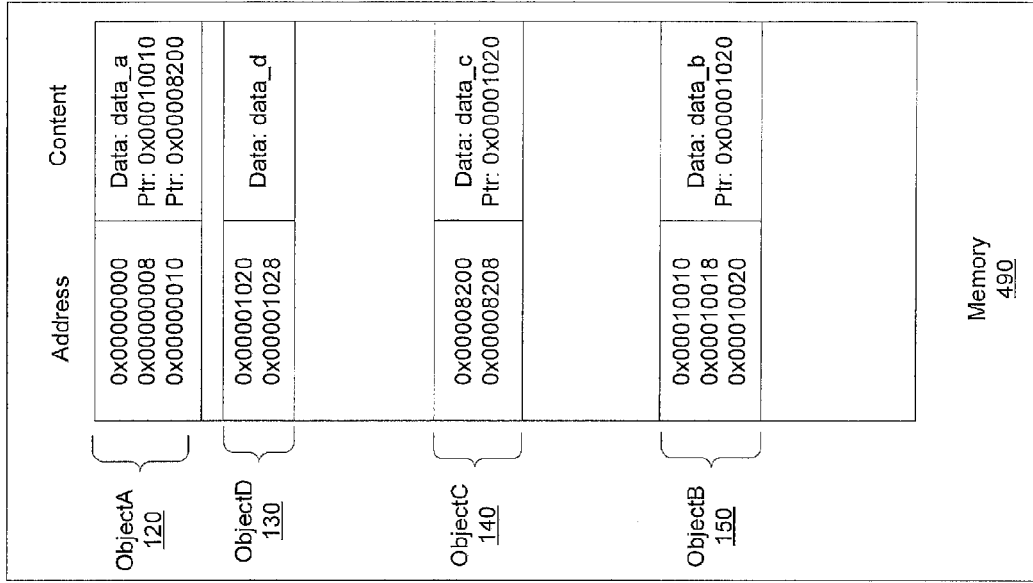 Address
Content
ObjectA
120
0x00000000
0x00000008
0x00000010
Data: data_a
Ptr: 0x00010010
Ptr: 0x00008200
ObjectD
130
0x00001020
0x00001028
Data: data_d
ObjectC
140
0x00008200
0x00008208
Data: data_c
Ptr: 0x00001020
ObjectB
150
0x00010010
0x00010018
0x00010020
Data: data_b
Ptr: 0x00001020
Memory
490